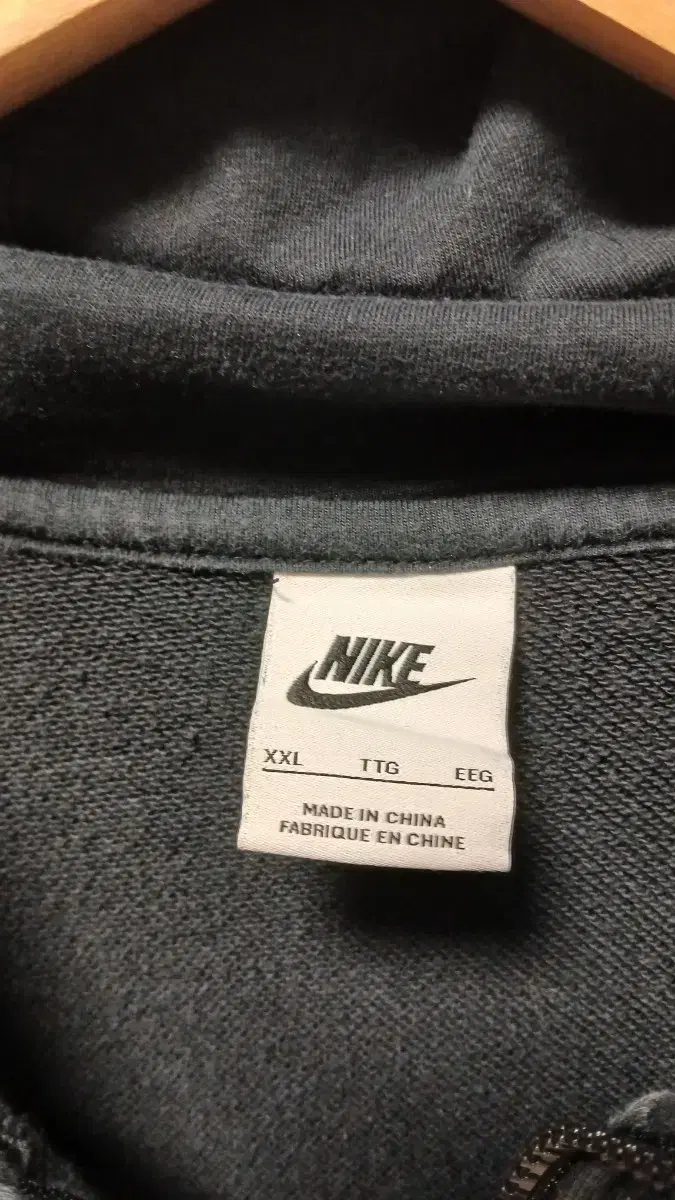 NIKE
XXL TTG EEG
MADE IN CHINA
FABRIQUE EN CHINE